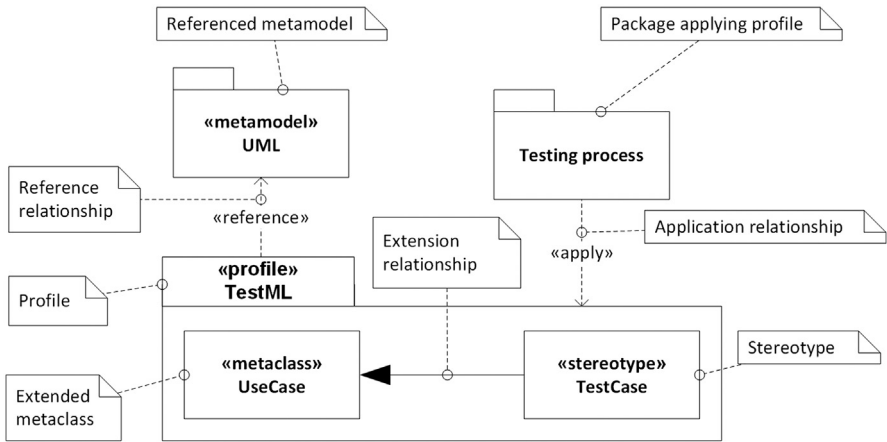 Referenced metamodel
Package applying profile
«metamodel»
UML
Testing process
Reference
relationship
«reference»
Extension
relationship
Application relationship
«apply»
«profile»
TestML
Profile
«metaclass»
UseCase
«stereotype»
TestCase
Stereotype
Extended
metaclass